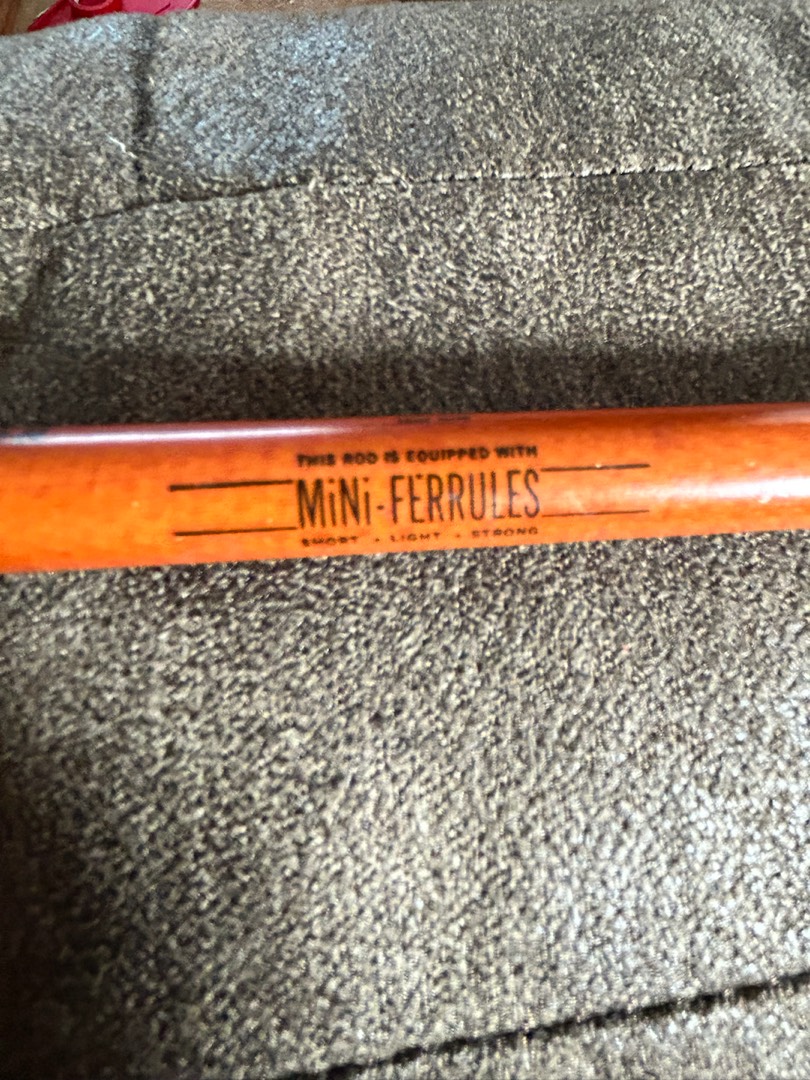 THIS ROD IS EQUIPPED WITH
MiNi-FERRULES
SHORT • LIGHT • STRONG